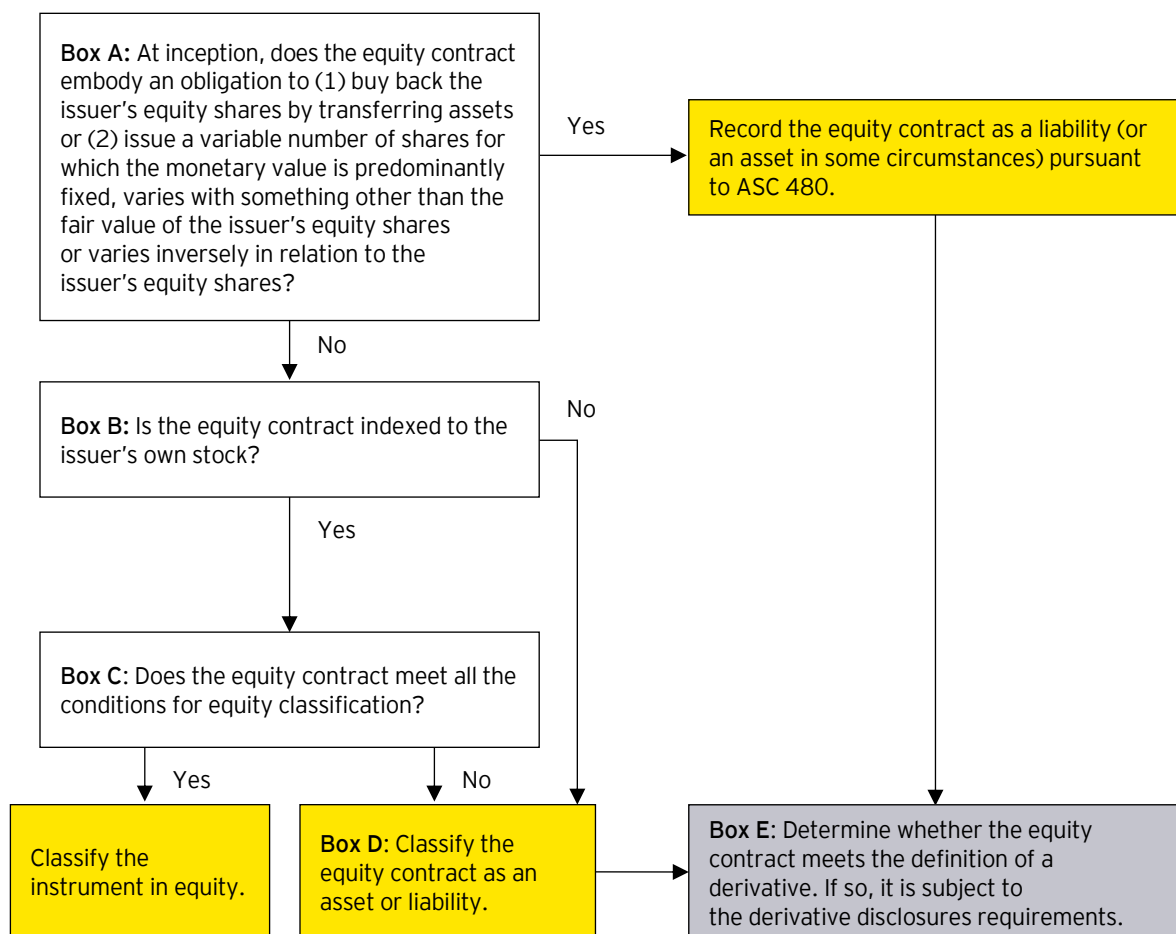 Box A: At inception, does the equity contract
embody an obligation to (1) buy back the
issuer's equity shares by transferring assets
or (2) issue a variable number of shares for
which the monetary value is predominantly
fixed, varies with something other than the
fair value of the issuer's equity shares
or varies inversely in relation to the
issuer's equity shares?
Yes
Record the equity contract as a liability (or
an asset in some circumstances) pursuant
to ASC 480.
No
Box B: Is the equity contract indexed to the
issuer's own stock?
No
Yes
Box C: Does the equity contract meet all the
conditions for equity classification?
Yes
No
Classify the
instrument in equity.
Box D: Classify the
equity contract as an
asset or liability.
Box E: Determine whether the equity
contract meets the definition of a
derivative. If so, it is subject to
the derivative disclosures requirements.